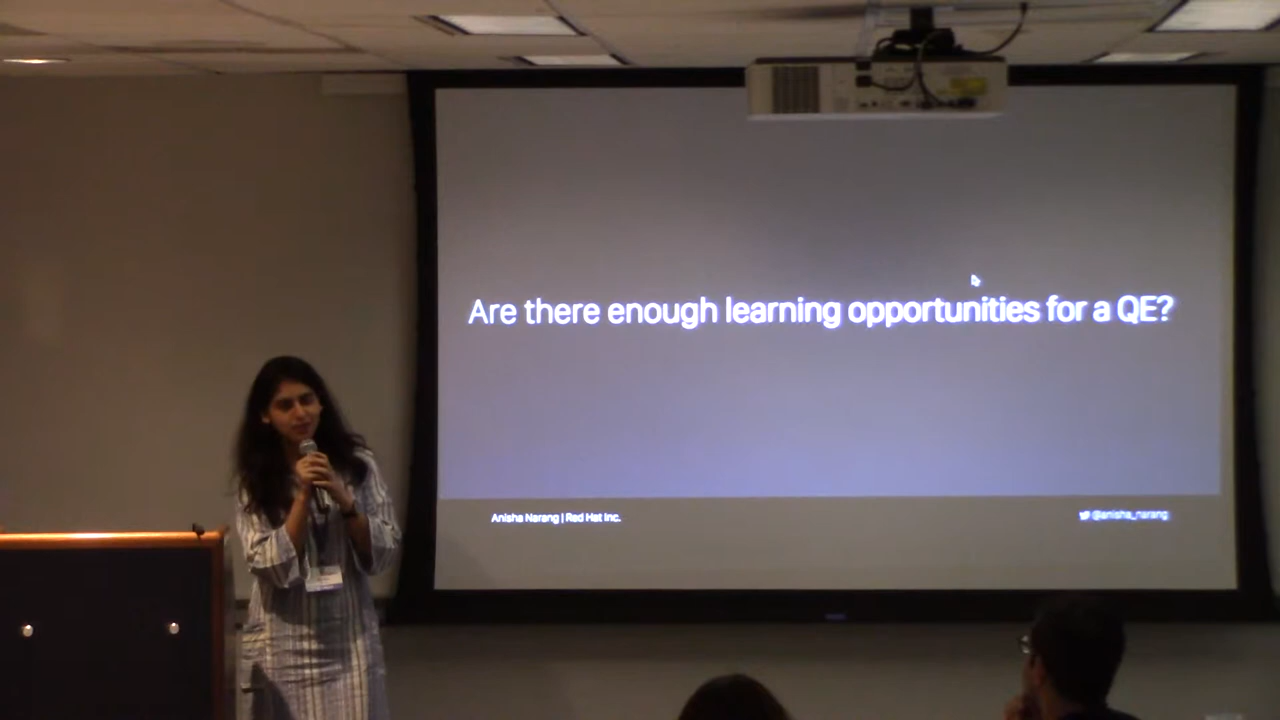 Are there enough learning opportunities for a QE?
Anisha Narang | Red Hat Inc.
@anisha_narang